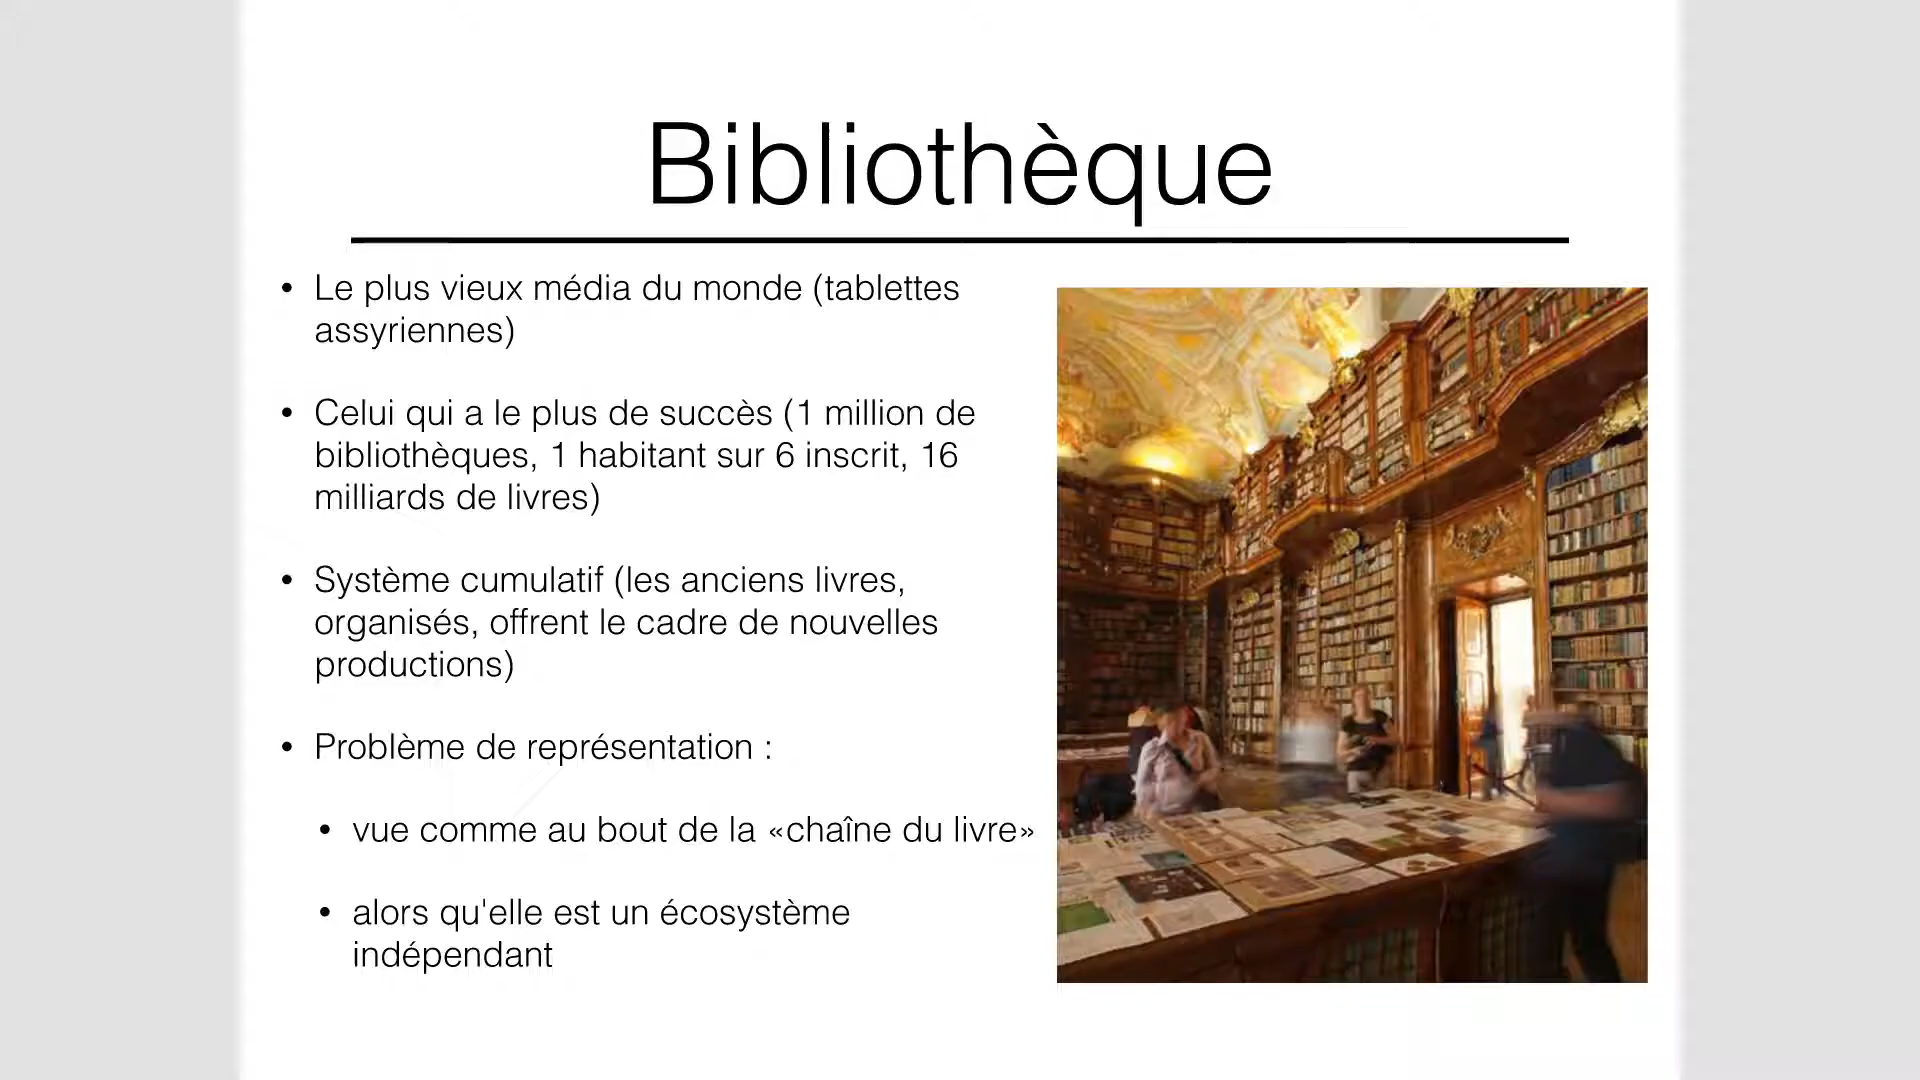 Bibliothèque
• Le plus vieux média du monde (tablettes
assyriennes)
• Celui qui a le plus de succès (1 million de
bibliothèques, 1 habitant sur 6 inscrit, 16
milliards de livres)
• Système cumulatif (les anciens livres,
organisés, offrent le cadre de nouvelles
productions)
• Problème de représentation :
• vue comme au bout de la «chaîne du livre»
• alors qu'elle est un écosystème
indépendant